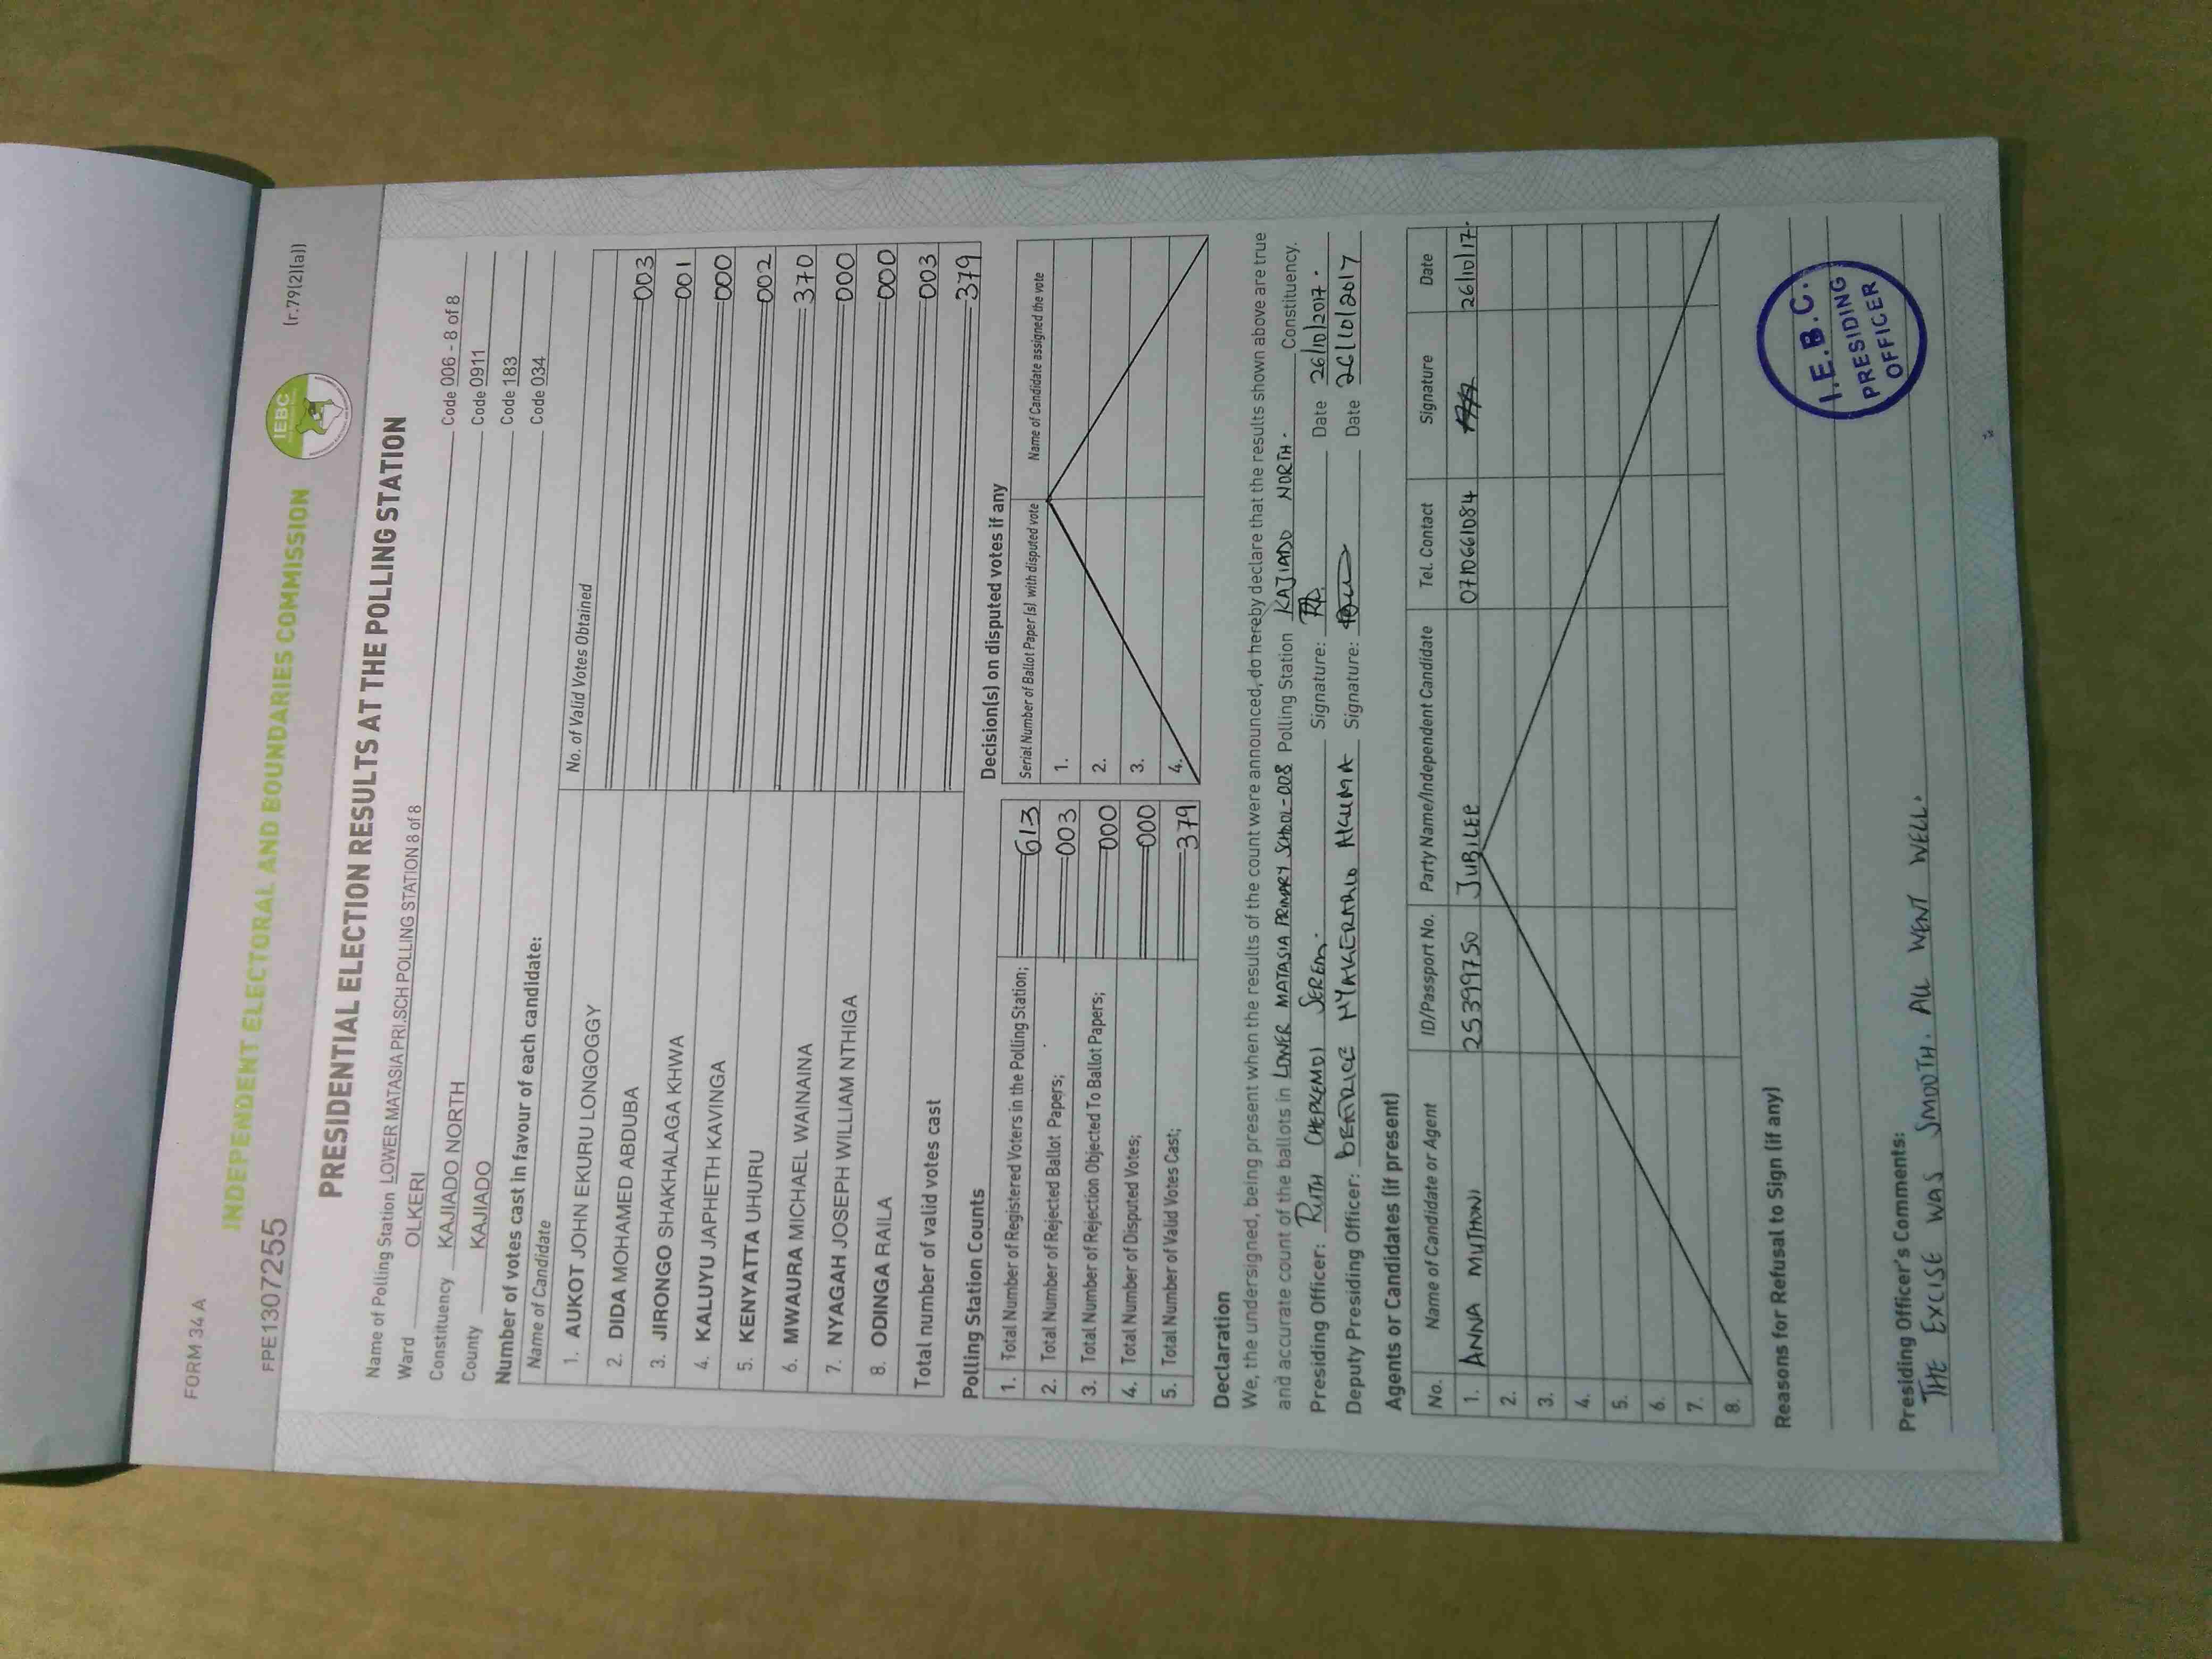 FORM 34 A
(r.79(2)(a))
INDEPENDENT ELECTORAL AND BOUNDARIES COMMISSION
IEBC
FPE13072255
PRESIDENTIAL ELECTION RESULTS AT THE POLLING STATION
Name of Polling Station LOWER MATASIA PRI.SCH POLLING STATION 8 of 8 Code 006 - 8 of 8
Ward OLKERI Code 0911
Constituency KAJIADO NORTH Code 183
County KAJIADO Code 034
Number of votes cast in favour of each candidate:
Name of Candidate No. of Valid Votes Obtained
1. AUKOT JOHN EKURU LONGOGGY 003
2. DIDA MOHAMED ABDUBA 001
3. JIRONGO SHAKHALAGA KHWA 000
4. KALUYU JAPHETH KAVINGA 002
5. KENYATTA UHURU 370
6. MWAURA MICHAEL WAINAINA 000
7. NYAGAH JOSEPH WILLIAM NTHIGA 000
8. ODINGA RAILA 003
Total number of valid votes cast 379
Polling Station Counts
1. Total Number of Registered Voters in the Polling Station; 613
2. Total Number of Rejected Ballot Papers; 003
3. Total Number of Rejection Objected To Ballot Papers; 000
4. Total Number of Disputed Votes; 000
5. Total Number of Valid Votes Cast; 379
Decision(s) on disputed votes if any
Serial Number of Ballot Paper (s) with disputed vote Name of Candidate assigned the vote
1.
2.
3.
4.
Declaration
We, the undersigned, being present when the results of the count were announced, do hereby declare that the results shown above are true
and accurate count of the ballots in LOWER MATASIA PRIMARY SCHOOL-008 Polling Station KAJIADO NORTH. Constituency.
Presiding Officer: RUTH CHEPKEMOI SEREM. Signature: Date 26/10/2017.
Deputy Presiding Officer: BEATRICE Signature: Date 26/10/2017
Agents or Candidates (if present)
No. Name of Candidate or Agent ID/Passport No. Party Name/Independent Candidate Tel. Contact Signature Date
1. ANNA MUTHONI 25399750 JUBILEE 0710661084 26/10/17.
2.
3.
4.
5.
6.
7.
8.
Reasons for Refusal to Sign (if any)
I.E.B.C.
PRESIDING
OFFICER
Presiding Officer's Comments:
THE EXCISE WAS SMOOTH. ALL WENT WELL.